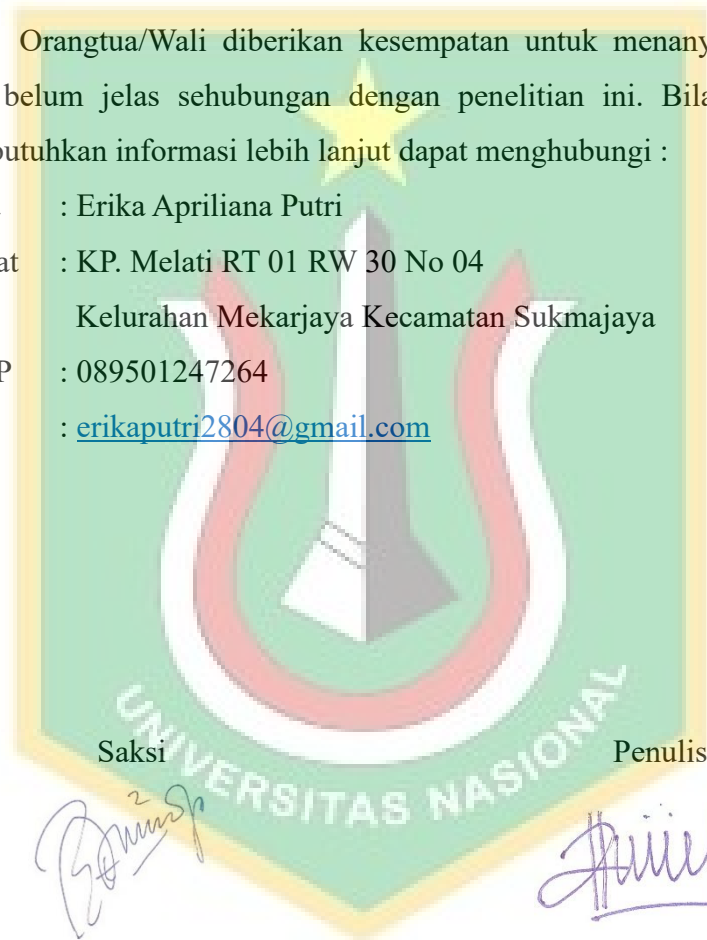 Orangtua/Wali diberikan kesempatan untuk menany
belum jelas sehubungan dengan penelitian ini. Bila
butuhkan informasi lebih lanjut dapat menghubungi :
: Erika Apriliana Putri
at : KP. Melati RT 01 RW 30 No 04
Kelurahan Mekarjaya Kecamatan Sukmajaya
P : 089501247264
: erikaputri2804@gmail.com
Saksi Penulis
UNIVERSITAS NASIONAL